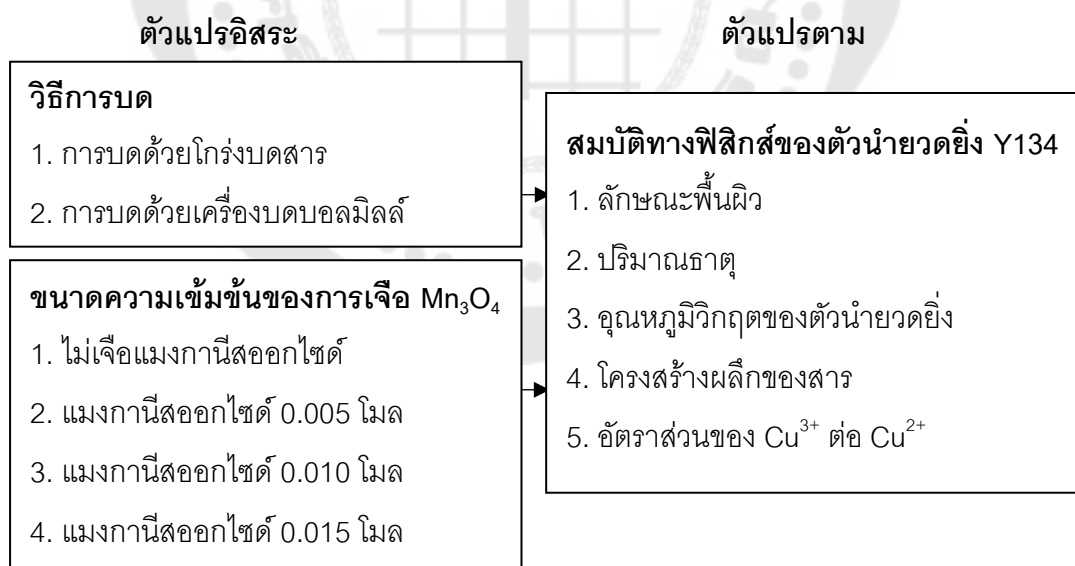 ตัวแปรอิสระ
วิธีการบด
1. การบดด้วยโกร่งบดสาร
2. การบดด้วยเครื่องบดบอลมิลล์
ขนาดความเข้มข้นของการเจือ Mn₃O₄
1. ไม่เจือแมงกานีสออกไซด์
2. แมงกานีสออกไซด์ 0.005 โมล
3. แมงกานีสออกไซด์ 0.010 โมล
4. แมงกานีสออกไซด์ 0.015 โมล
ตัวแปรตาม
สมบัติทางฟิสิกส์ของตัวนำยวดยิ่ง Y134
1. ลักษณะพื้นผิว
2. ปริมาณธาตุ
3. อุณหภูมิวิกฤตของตัวนำยวดยิ่ง
4. โครงสร้างผลึกของสาร
5. อัตราส่วนของ Cu³⁺ ต่อ Cu²⁺